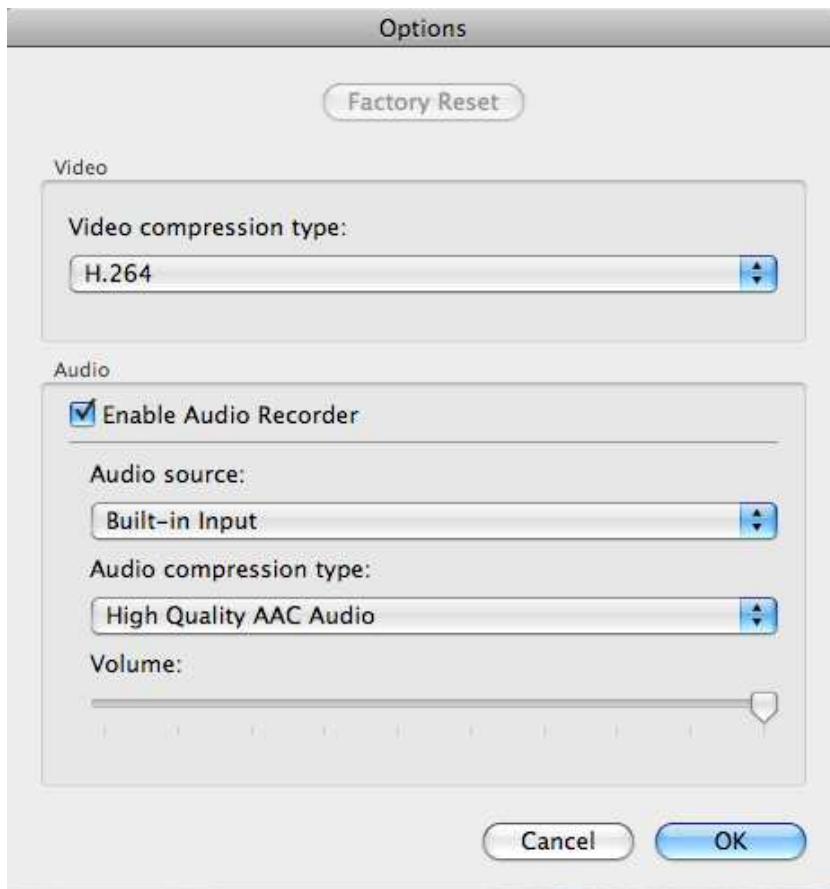 Options
Factory Reset
Video
Video compression type:
H.264
Audio
Enable Audio Recorder
Audio source:
Built-in Input
Audio compression type:
High Quality AAC Audio
Volume:
Cancel
OK